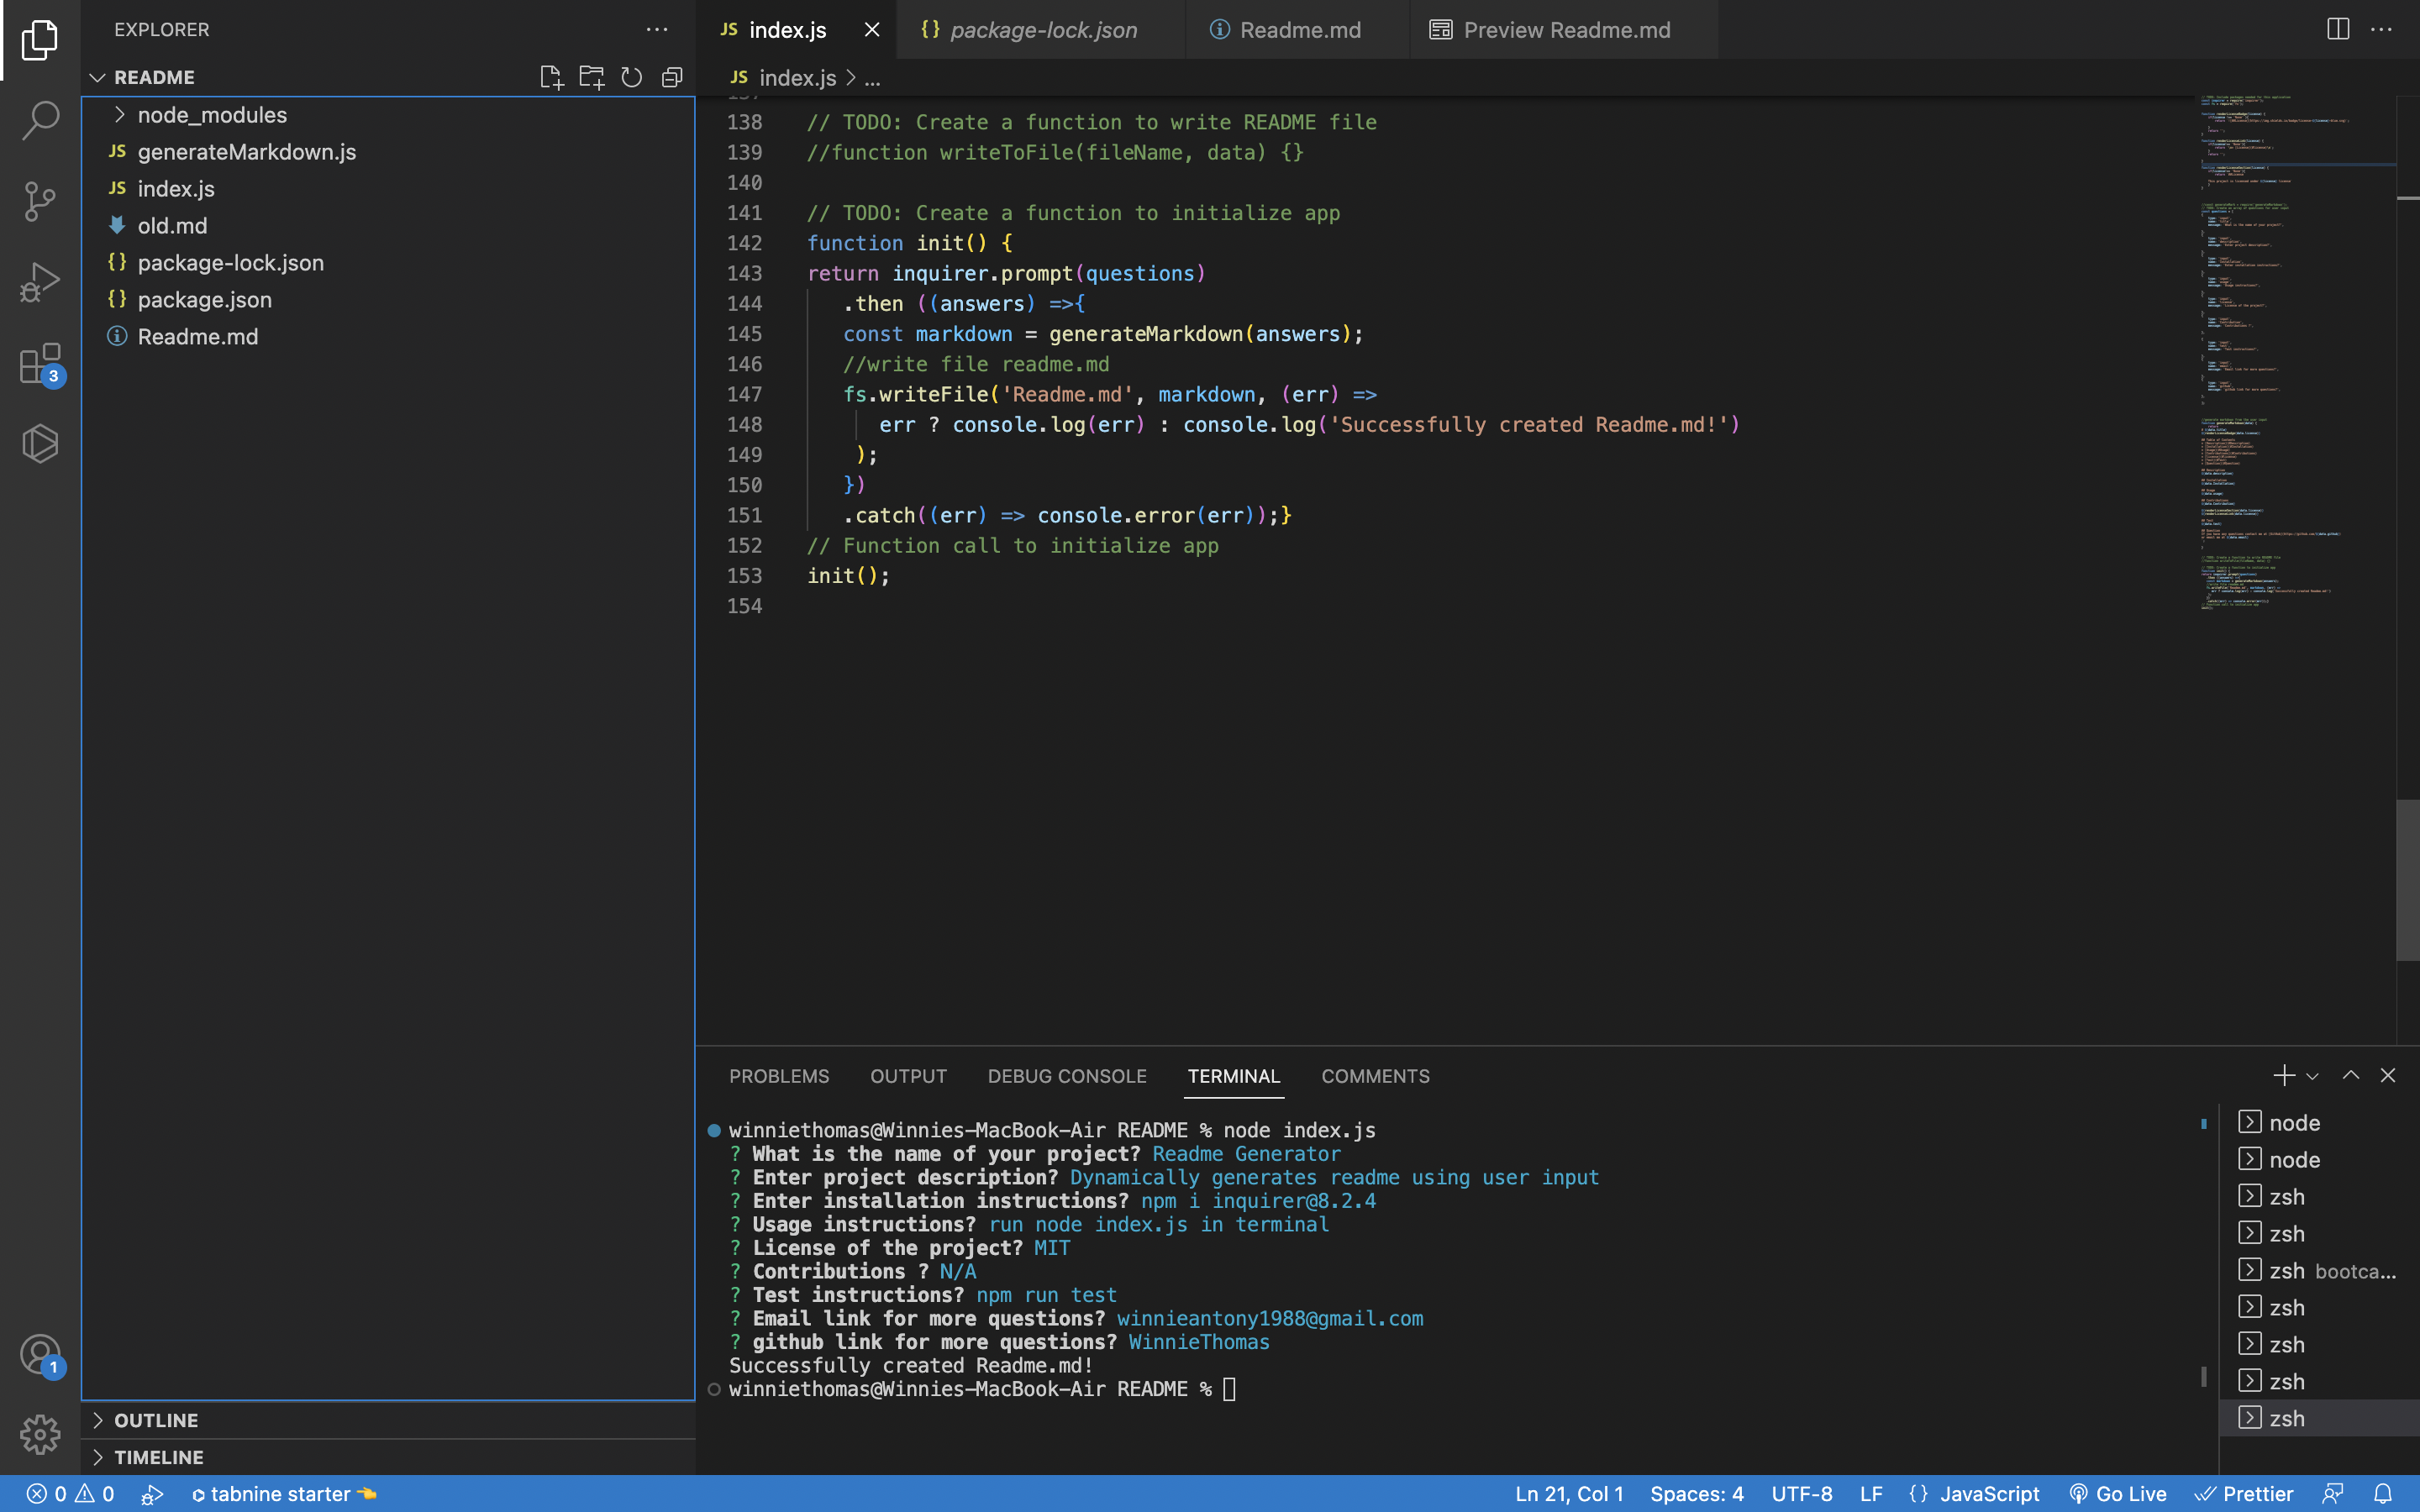 EXPLORER
README
node_modules
JS generateMarkdown.js
JS index.js
old.md
{} package-lock.json
{} package.json
Readme.md
3
1
OUTLINE
TIMELINE
JS index.js
{} package-lock.json
Readme.md
Preview Readme.md
JS index.js > ...
138 // TODO: Create a function to write README file
139 //function writeToFile(fileName, data) {}
140
141 // TODO: Create a function to initialize app
142 function init() {
143 return inquirer.prompt(questions)
144 .then ((answers) =>{
145 const markdown = generateMarkdown(answers);
146 //write file readme.md
147 fs.writeFile('Readme.md', markdown, (err) =>
148 err ? console.log(err) : console.log('Successfully created Readme.md!')
149 );
150 })
151 .catch((err) => console.error(err));}
152 // Function call to initialize app
153 init();
154
PROBLEMS OUTPUT DEBUG CONSOLE TERMINAL COMMENTS
winniethomas@Winnies-MacBook-Air README % node index.js
? What is the name of your project? Readme Generator
? Enter project description? Dynamically generates readme using user input
? Enter installation instructions? npm i inquirer@8.2.4
? Usage instructions? run node index.js in terminal
? License of the project? MIT
? Contributions ? N/A
? Test instructions? npm run test
? Email link for more questions? winnieantony1988@gmail.com
? github link for more questions? WinnieThomas
Successfully created Readme.md!
winniethomas@Winnies-MacBook-Air README %
node
node
zsh
zsh
zsh bootca...
zsh
zsh
zsh
zsh
0 0 tabnine starter Ln 21, Col 1 Spaces: 4 UTF-8 LF {} JavaScript Go Live Prettier